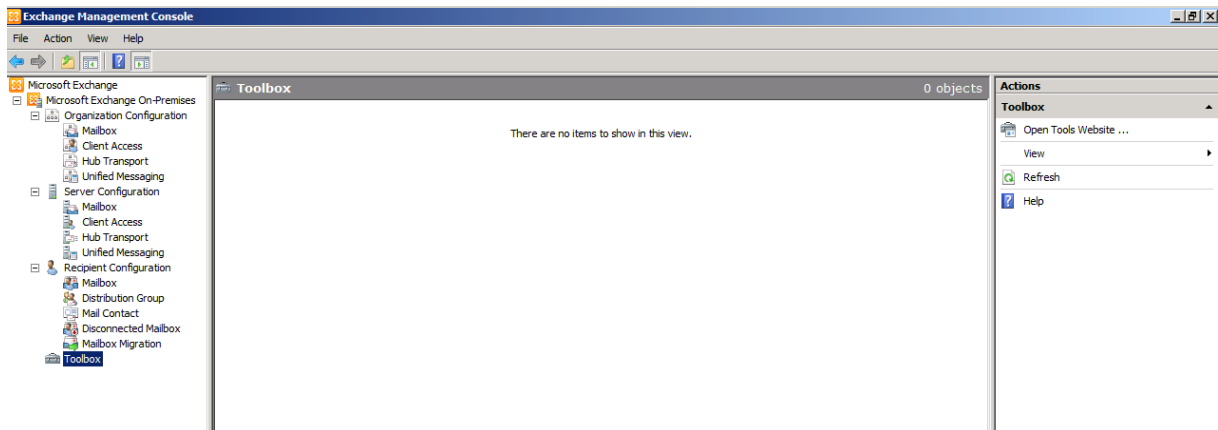 Exchange Management Console
File Action View Help
Microsoft Exchange
Microsoft Exchange On-Premises
Organization Configuration
Mailbox
Client Access
Hub Transport
Unified Messaging
Server Configuration
Mailbox
Client Access
Hub Transport
Unified Messaging
Recipient Configuration
Mailbox
Distribution Group
Mail Contact
Disconnected Mailbox
Mailbox Migration
Toolbox
Toolbox 0 objects
There are no items to show in this view.
Actions
Toolbox
Open Tools Website ...
View
Refresh
Help